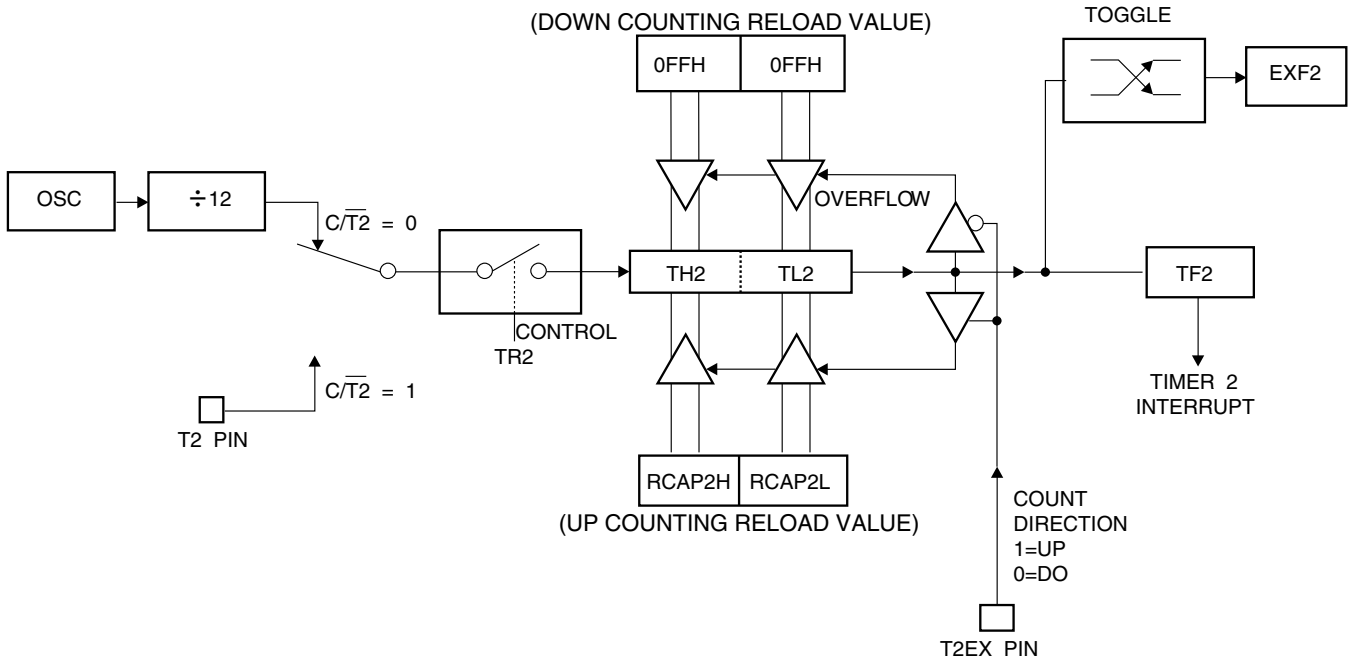 (DOWN COUNTING RELOAD VALUE)
TOGGLE
0FFH 0FFH
EXF2
OSC
÷12
OVERFLOW
C/T2̅ = 0
TH2 TL2
TF2
CONTROL
TR2
C/T2̅ = 1
T2 PIN
TIMER 2
INTERRUPT
RCAP2H RCAP2L
(UP COUNTING RELOAD VALUE)
COUNT
DIRECTION
1=UP
0=DO
T2EX PIN